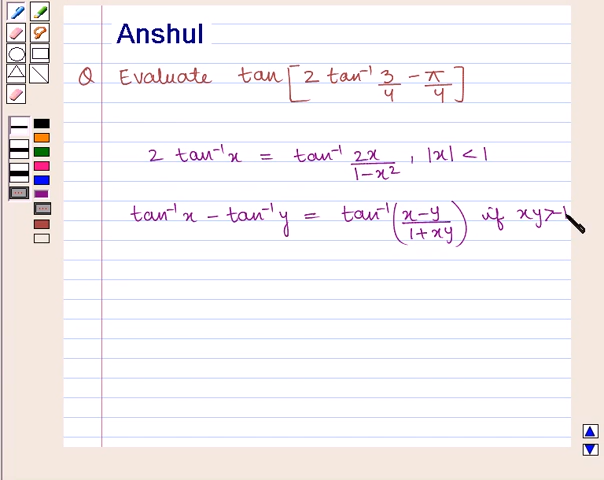 Anshul
Q Evaluate tan [2 tan⁻¹ 3/4 − π/4]
2 tan⁻¹x = tan⁻¹ 2x/(1−x²), |x| < 1
tan⁻¹x − tan⁻¹y = tan⁻¹((x−y)/(1+xy)) if xy>-1